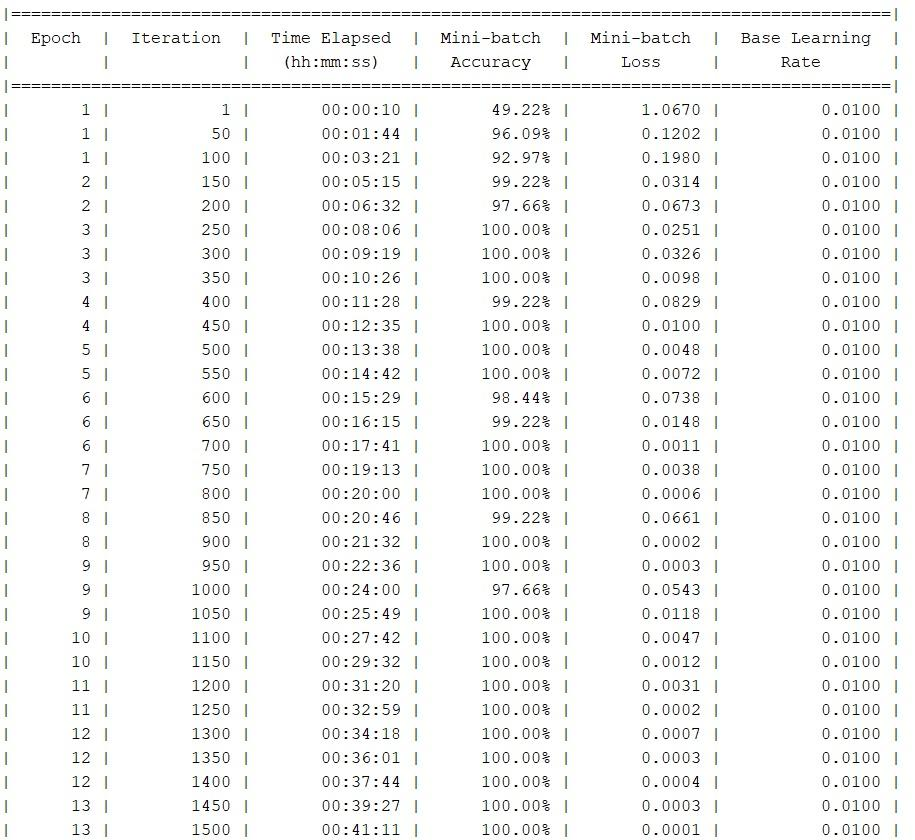 |========================================================================================|
| Epoch | Iteration | Time Elapsed | Mini-batch | Mini-batch | Base Learning |
| | | (hh:mm:ss) | Accuracy | Loss | Rate |
|========================================================================================|
| 1 | 1 | 00:00:10 | 49.22% | 1.0670 | 0.0100 |
| 1 | 50 | 00:01:44 | 96.09% | 0.1202 | 0.0100 |
| 1 | 100 | 00:03:21 | 92.97% | 0.1980 | 0.0100 |
| 2 | 150 | 00:05:15 | 99.22% | 0.0314 | 0.0100 |
| 2 | 200 | 00:06:32 | 97.66% | 0.0673 | 0.0100 |
| 3 | 250 | 00:08:06 | 100.00% | 0.0251 | 0.0100 |
| 3 | 300 | 00:09:19 | 100.00% | 0.0326 | 0.0100 |
| 3 | 350 | 00:10:26 | 100.00% | 0.0098 | 0.0100 |
| 4 | 400 | 00:11:28 | 99.22% | 0.0829 | 0.0100 |
| 4 | 450 | 00:12:35 | 100.00% | 0.0100 | 0.0100 |
| 5 | 500 | 00:13:38 | 100.00% | 0.0048 | 0.0100 |
| 5 | 550 | 00:14:42 | 100.00% | 0.0072 | 0.0100 |
| 6 | 600 | 00:15:29 | 98.44% | 0.0738 | 0.0100 |
| 6 | 650 | 00:16:15 | 99.22% | 0.0148 | 0.0100 |
| 6 | 700 | 00:17:41 | 100.00% | 0.0011 | 0.0100 |
| 7 | 750 | 00:19:13 | 100.00% | 0.0038 | 0.0100 |
| 7 | 800 | 00:20:00 | 100.00% | 0.0006 | 0.0100 |
| 8 | 850 | 00:20:46 | 99.22% | 0.0661 | 0.0100 |
| 8 | 900 | 00:21:32 | 100.00% | 0.0002 | 0.0100 |
| 9 | 950 | 00:22:36 | 100.00% | 0.0003 | 0.0100 |
| 9 | 1000 | 00:24:00 | 97.66% | 0.0543 | 0.0100 |
| 9 | 1050 | 00:25:49 | 100.00% | 0.0118 | 0.0100 |
| 10 | 1100 | 00:27:42 | 100.00% | 0.0047 | 0.0100 |
| 10 | 1150 | 00:29:32 | 100.00% | 0.0012 | 0.0100 |
| 11 | 1200 | 00:31:20 | 100.00% | 0.0031 | 0.0100 |
| 11 | 1250 | 00:32:59 | 100.00% | 0.0002 | 0.0100 |
| 12 | 1300 | 00:34:18 | 100.00% | 0.0007 | 0.0100 |
| 12 | 1350 | 00:36:01 | 100.00% | 0.0003 | 0.0100 |
| 12 | 1400 | 00:37:44 | 100.00% | 0.0004 | 0.0100 |
| 13 | 1450 | 00:39:27 | 100.00% | 0.0003 | 0.0100 |
| 13 | 1500 | 00:41:11 | 100.00% | 0.0001 | 0.0100 |